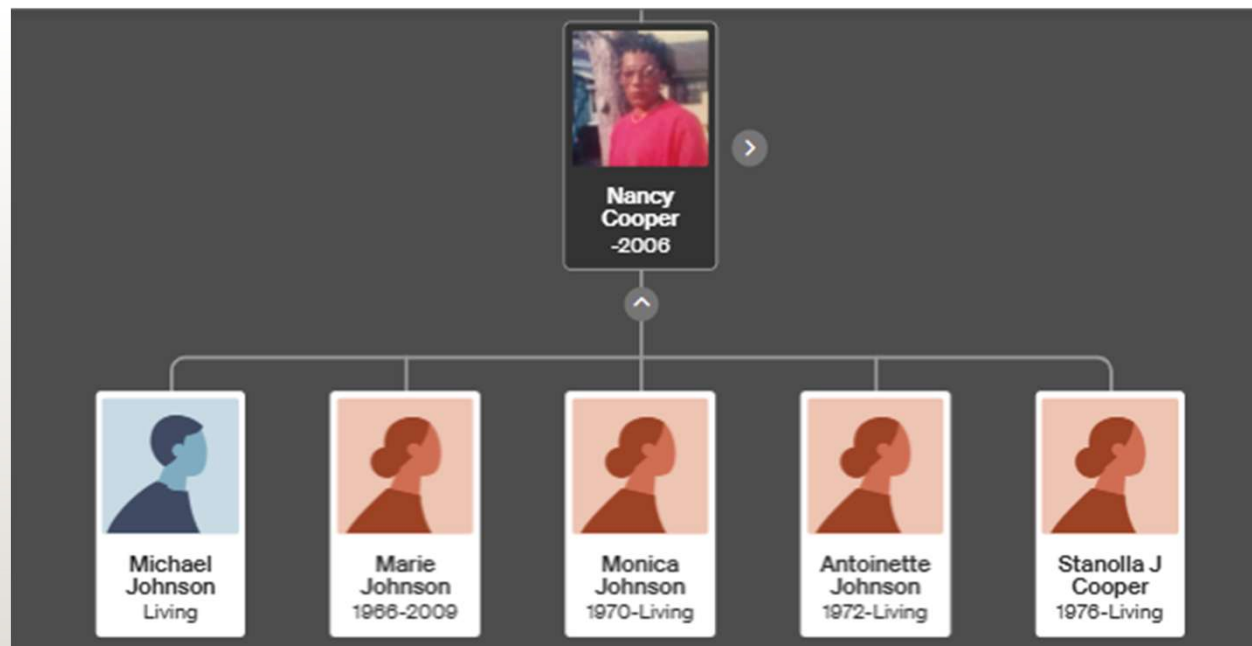 Nancy
Cooper
-2006
Michael
Johnson
Living
Marie
Johnson
1966-2009
Monica
Johnson
1970-Living
Antoinette
Johnson
1972-Living
Stanolla J
Cooper
1976-Living